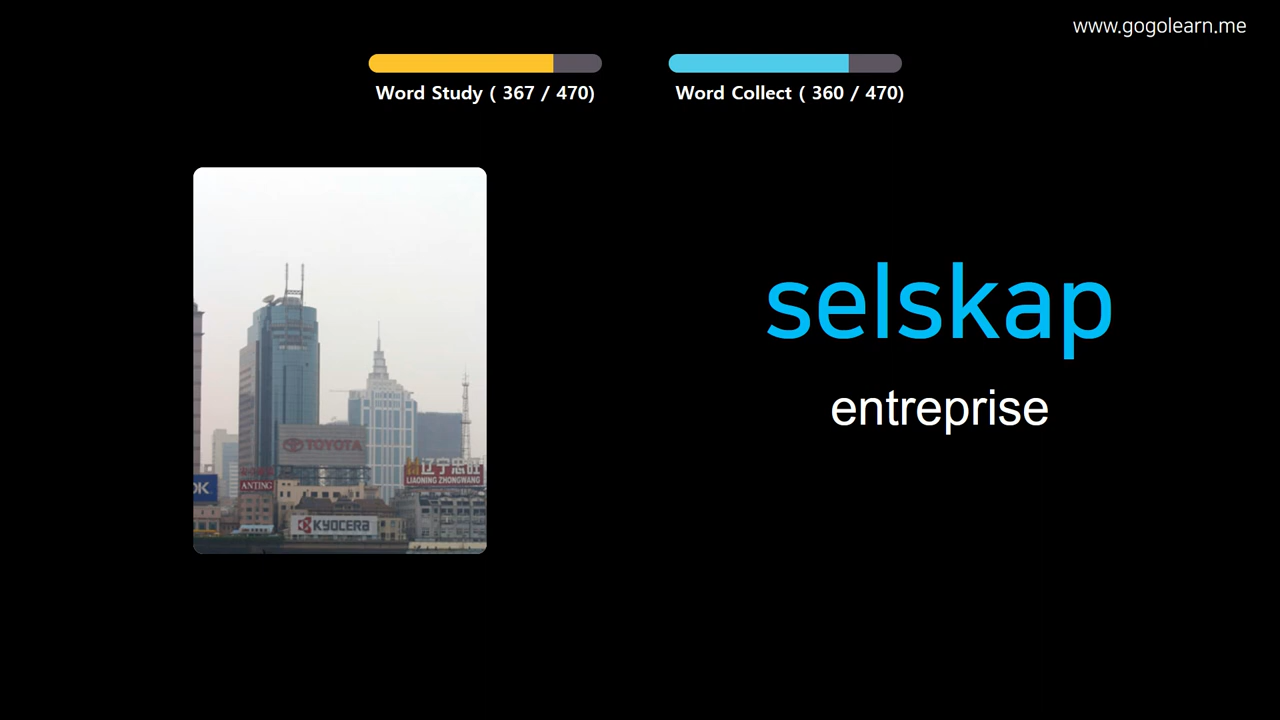 www.gogolearn.me
Word Study ( 367 / 470)
Word Collect ( 360 / 470)
selskap
entreprise
TOYOTA
辽宁忠旺
LIAONING ZHONGWANG
OK
ANTING
KYOCERA